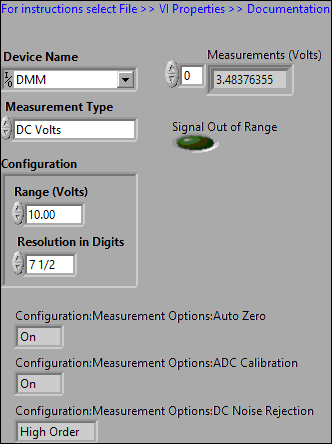 For instructions select File >> VI Properties >> Documentation
Device Name
I/O DMM
Measurements (Volts)
0 3.48376355
Measurement Type
DC Volts
Signal Out of Range
Configuration
Range (Volts)
10.00
Resolution in Digits
7 1/2
Configuration:Measurement Options:Auto Zero
On
Configuration:Measurement Options:ADC Calibration
On
Configuration:Measurement Options:DC Noise Rejection
High Order